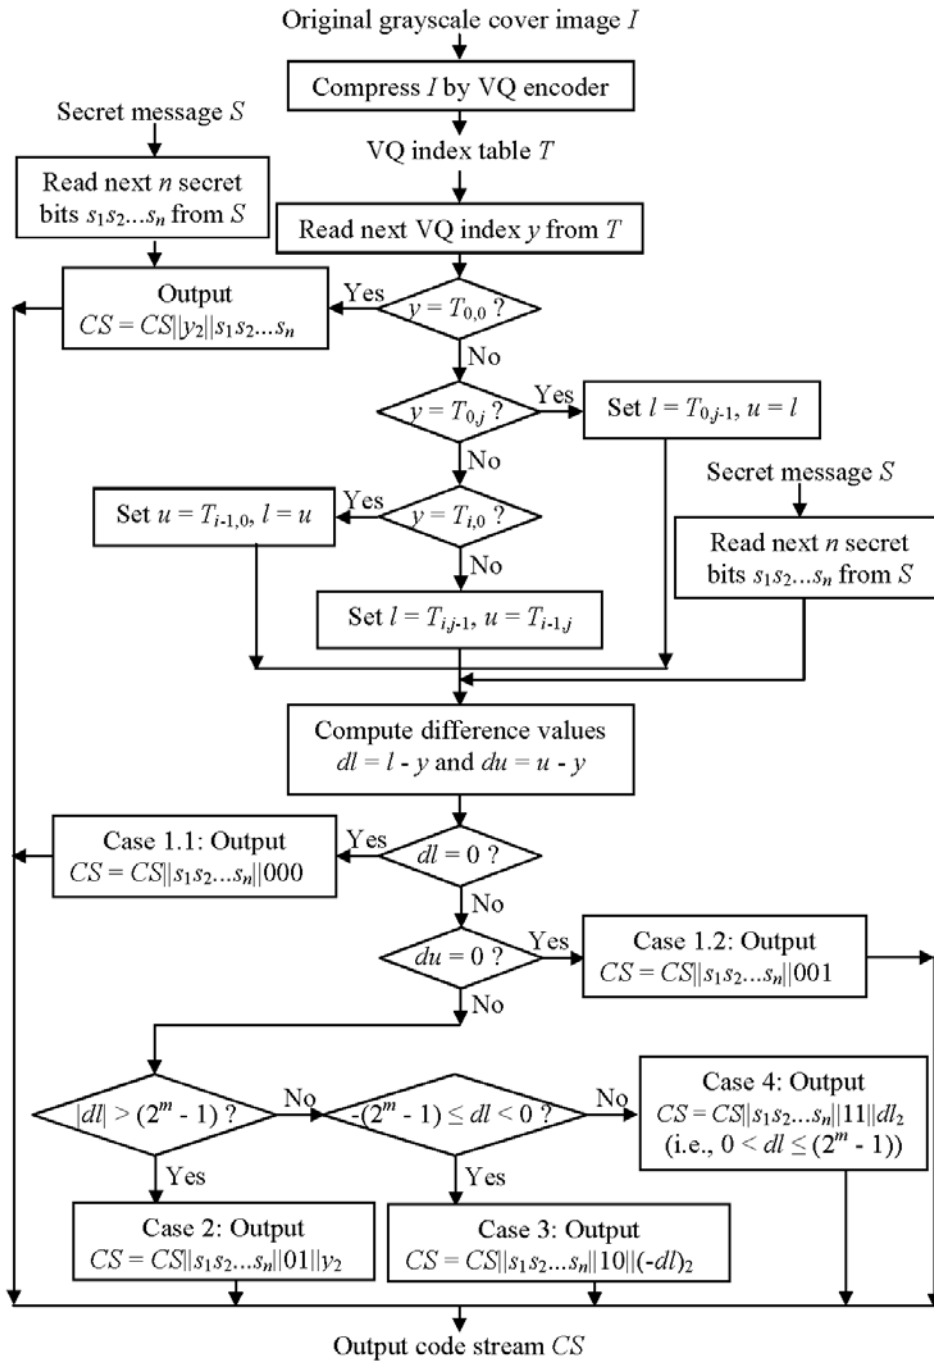 Original grayscale cover image I
Compress I by VQ encoder
Secret message S
VQ index table T
Read next n secret
bits s₁s₂...sₙ from S
Read next VQ index y from T
Output
CS = CS||y₂||s₁s₂...sₙ
Yes
y = T₀,₀ ?
No
y = T₀,ⱼ ?
Yes
Set l = T₀,ⱼ₋₁, u = l
No
Secret message S
Set u = Tᵢ₋₁,₀, l = u
Yes
y = Tᵢ,₀ ?
Read next n secret
bits s₁s₂...sₙ from S
No
Set l = Tᵢ,ⱼ₋₁, u = Tᵢ₋₁,ⱼ
Compute difference values
dl = l - y and du = u - y
Case 1.1: Output
CS = CS||s₁s₂...sₙ||000
Yes
dl = 0 ?
No
du = 0 ?
Yes
Case 1.2: Output
CS = CS||s₁s₂...sₙ||001
No
|dl| > (2ᵐ - 1) ?
No
-(2ᵐ - 1) ≤ dl < 0 ?
No
Case 4: Output
CS = CS||s₁s₂...sₙ||11||dl₂
(i.e., 0 < dl ≤ (2ᵐ - 1))
Yes
Yes
Case 2: Output
CS = CS||s₁s₂...sₙ||01||y₂
Case 3: Output
CS = CS||s₁s₂...sₙ||10||(-dl)₂
Output code stream CS